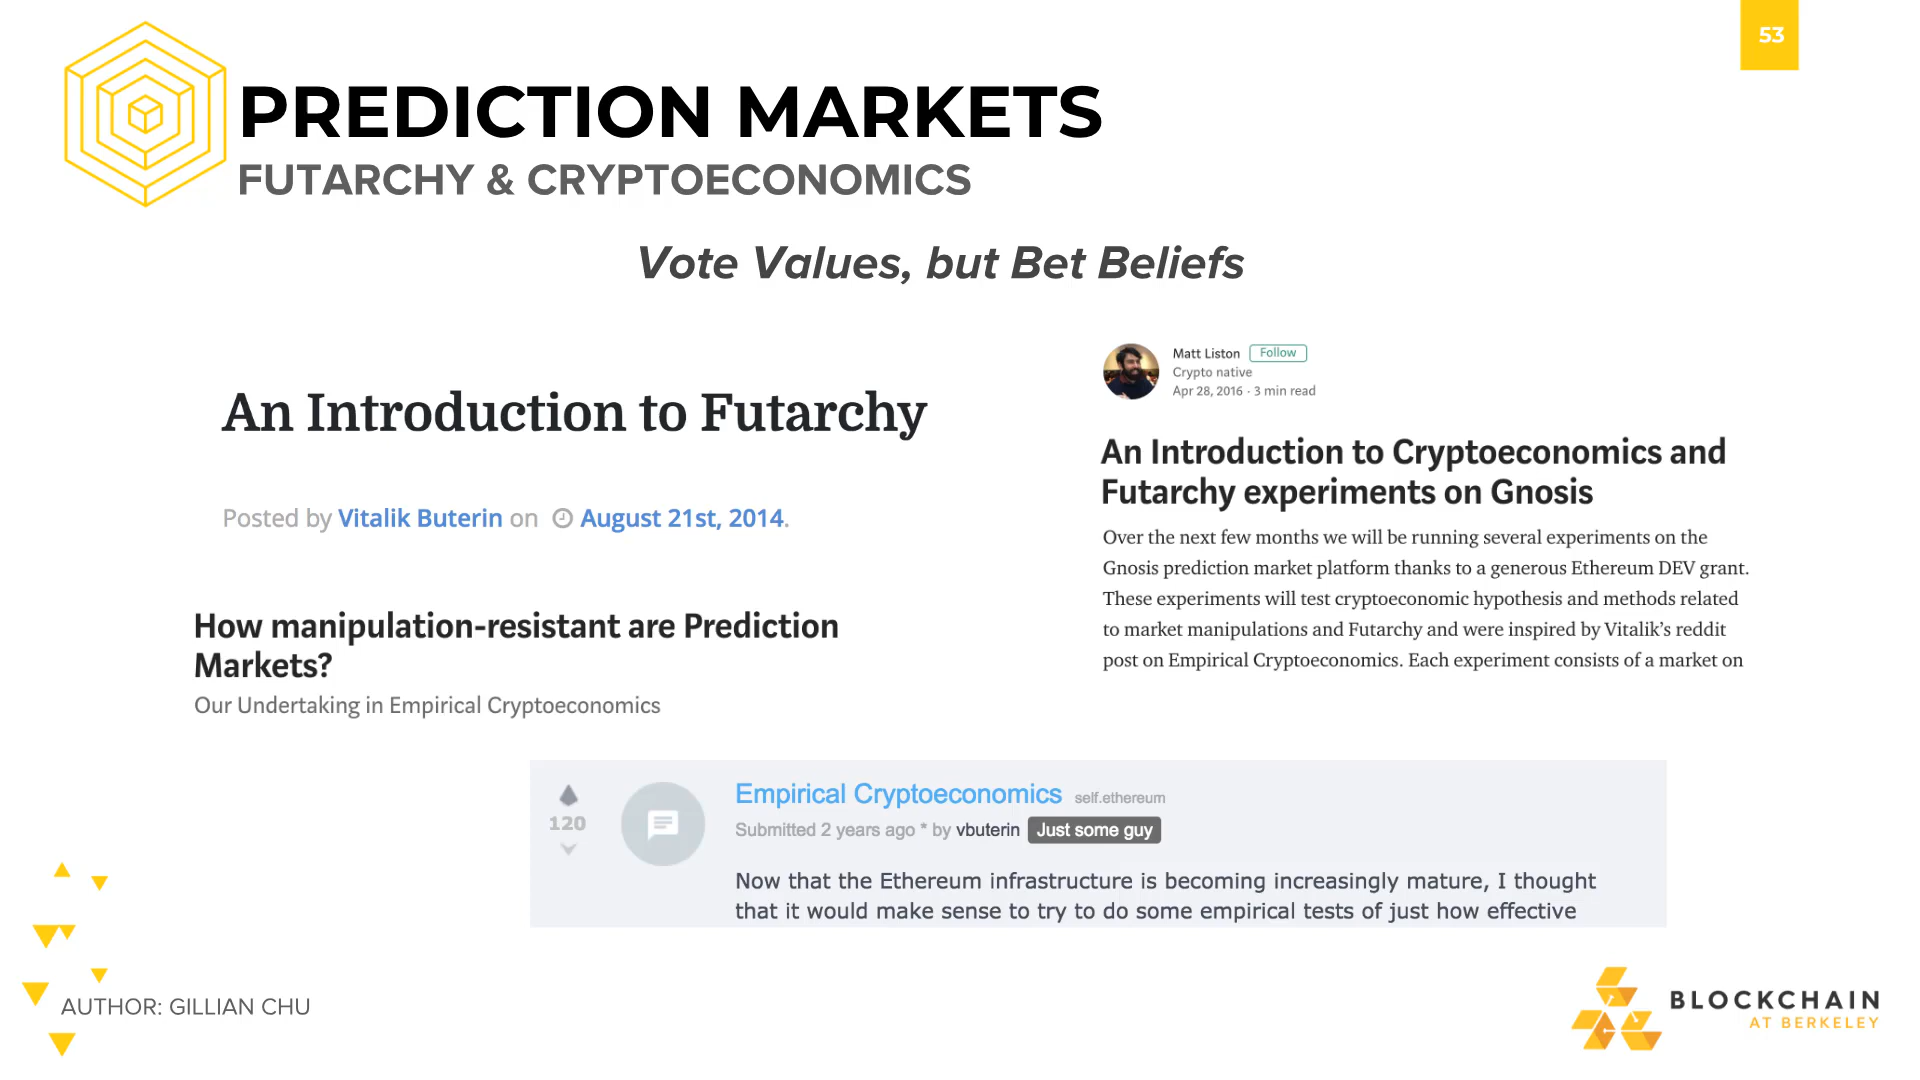 53
PREDICTION MARKETS
FUTARCHY & CRYPTOECONOMICS
Vote Values, but Bet Beliefs
An Introduction to Futarchy
Posted by Vitalik Buterin on August 21st, 2014.
How manipulation-resistant are Prediction
Markets?
Our Undertaking in Empirical Cryptoeconomics
Matt Liston Follow
Crypto native
Apr 28, 2016 · 3 min read
An Introduction to Cryptoeconomics and
Futarchy experiments on Gnosis
Over the next few months we will be running several experiments on the
Gnosis prediction market platform thanks to a generous Ethereum DEV grant.
These experiments will test cryptoeconomic hypothesis and methods related
to market manipulations and Futarchy and were inspired by Vitalik’s reddit
post on Empirical Cryptoeconomics. Each experiment consists of a market on
120
Empirical Cryptoeconomics self.ethereum
Submitted 2 years ago * by vbuterin Just some guy
Now that the Ethereum infrastructure is becoming increasingly mature, I thought
that it would make sense to try to do some empirical tests of just how effective
AUTHOR: GILLIAN CHU
BLOCKCHAIN
AT BERKELEY